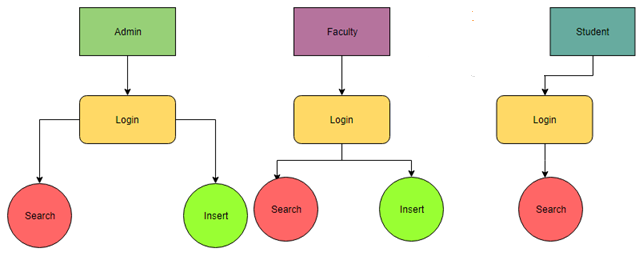 Admin
Faculty
Student
Login
Login
Login
Search
Insert
Search
Insert
Search